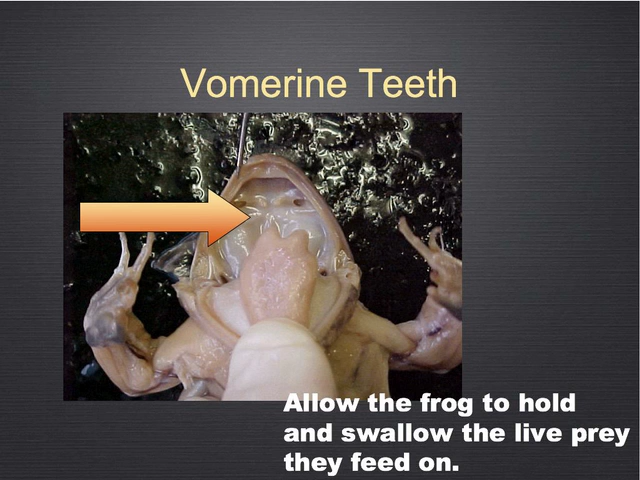 Vomerine Teeth
Allow the frog to hold
and swallow the live prey
they feed on.